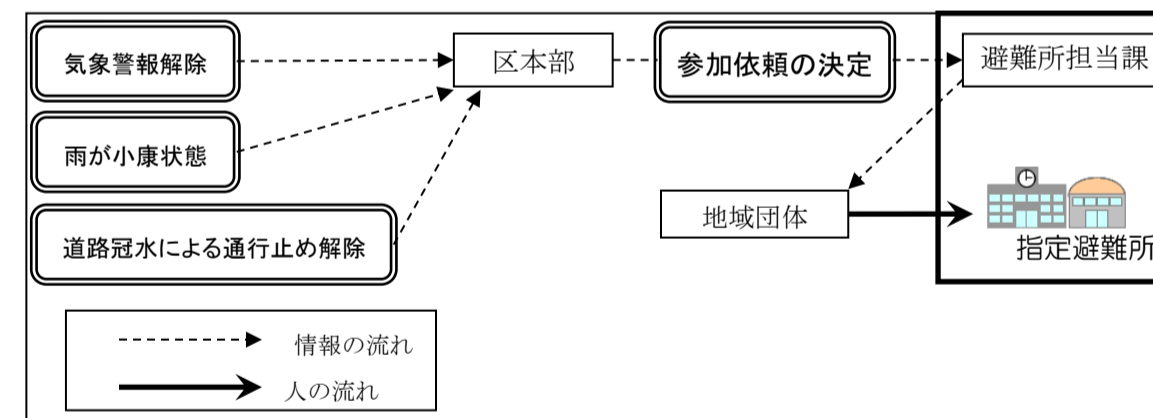 気象警報解除
区本部
参加依頼の決定
避難所担当課
雨が小康状態
地域団体
指定避難所
道路冠水による通行止め解除
情報の流れ
人の流れ